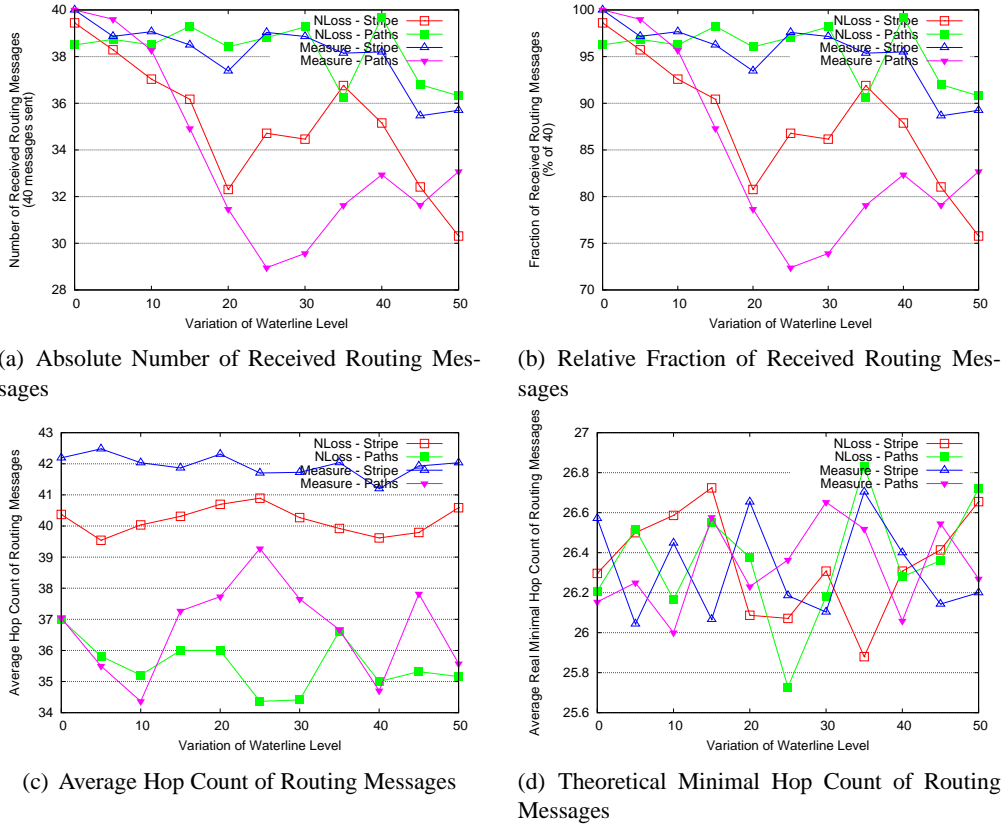 40
38
36
34
32
30
28
0
10
20
30
40
50
Number of Received Routing Messages
(40 messages sent)
Variation of Waterline Level
NLoss - Stripe
NLoss - Paths
Measure - Stripe
Measure - Paths
(a) Absolute Number of Received Routing Mes-
sages
100
95
90
85
80
75
70
0
10
20
30
40
50
Fraction of Received Routing Messages
(% of 40)
Variation of Waterline Level
NLoss - Stripe
NLoss - Paths
Measure - Stripe
Measure - Paths
(b) Relative Fraction of Received Routing Mes-
sages
43
42
41
40
39
38
37
36
35
34
0
10
20
30
40
50
Average Hop Count of Routing Messages
Variation of Waterline Level
NLoss - Stripe
NLoss - Paths
Measure - Stripe
Measure - Paths
(c) Average Hop Count of Routing Messages
27
26.8
26.6
26.4
26.2
26
25.8
25.6
0
10
20
30
40
50
Average Real Minimal Hop Count of Routing Messages
Variation of Waterline Level
NLoss - Stripe
NLoss - Paths
Measure - Stripe
Measure - Paths
(d) Theoretical Minimal Hop Count of Routing
Messages